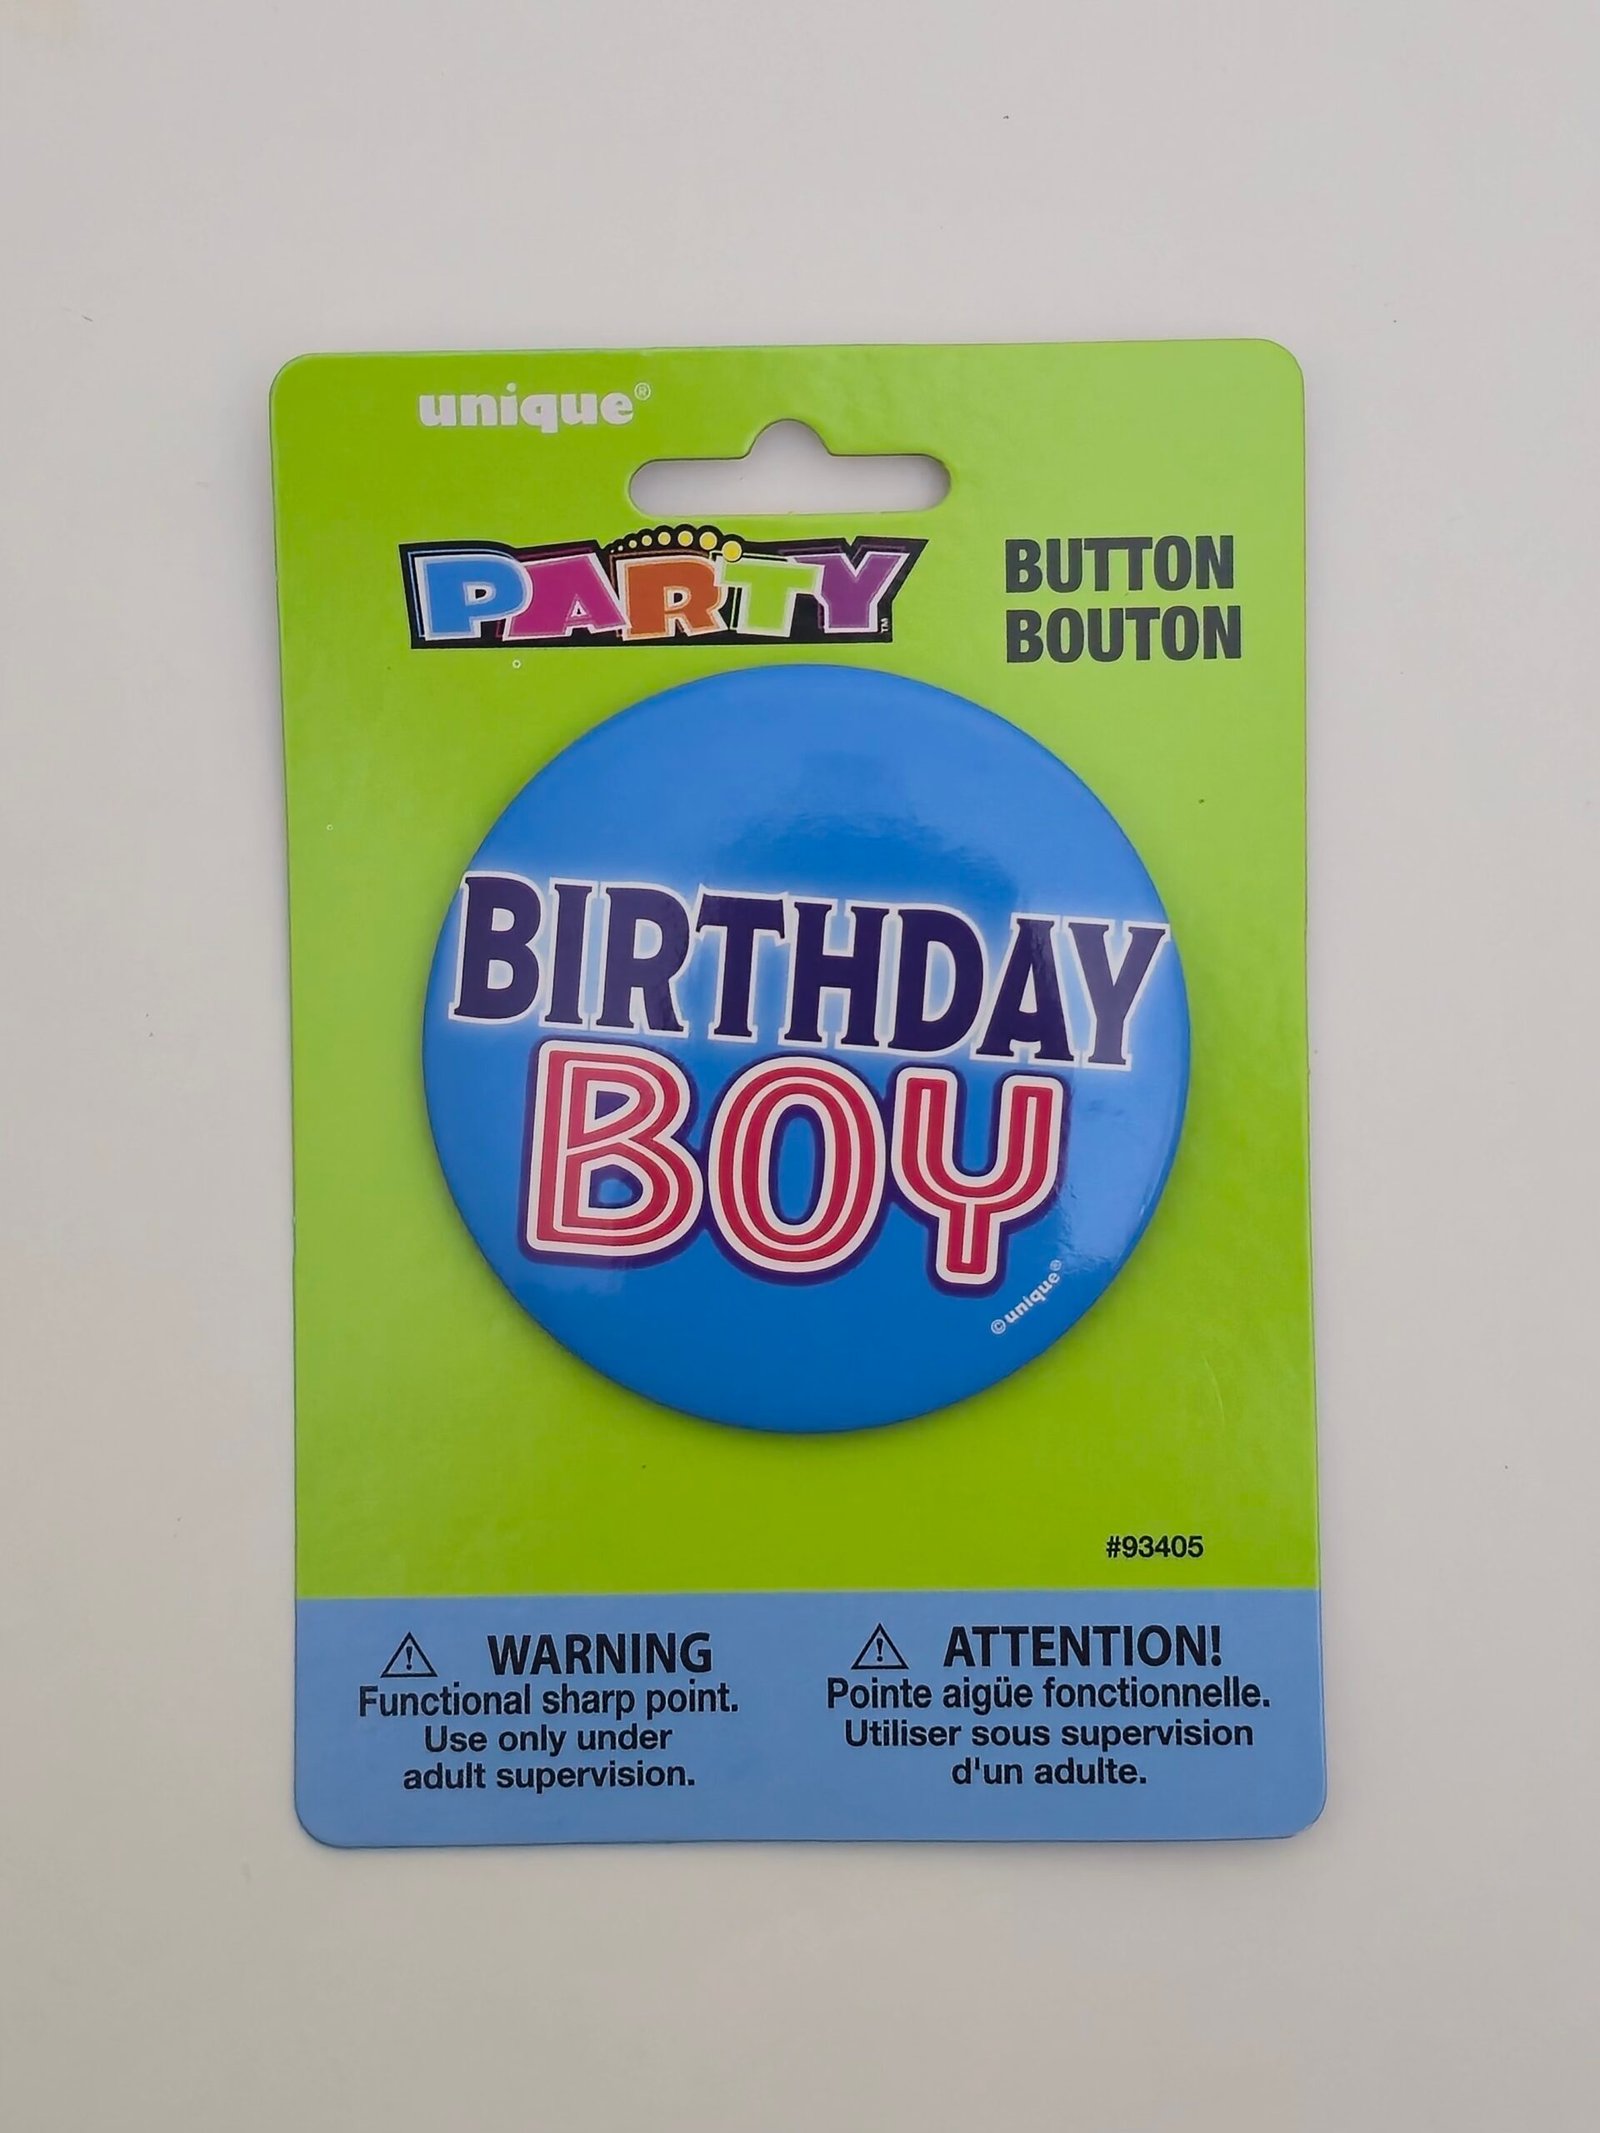 unique®
PARTY™
BUTTON
BOUTON
BIRTHDAY
BOY
©unique®
#93405
WARNING
Functional sharp point.
Use only under
adult supervision.
ATTENTION!
Pointe aigüe fonctionnelle.
Utiliser sous supervision
d'un adulte.